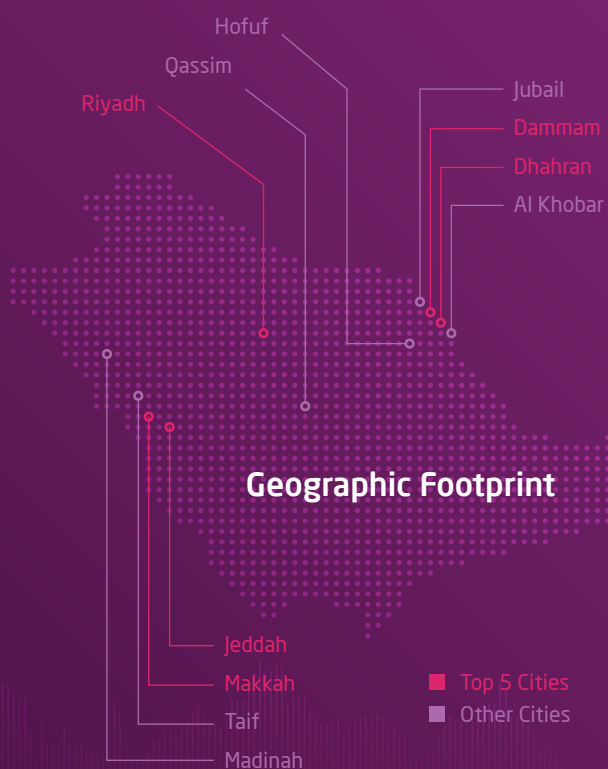 Hofuf
Qassim
Riyadh
Jubail
Dammam
Dhahran
Al Khobar
Geographic Footprint
Jeddah
Makkah
Taif
Madinah
Top 5 Cities
Other Cities